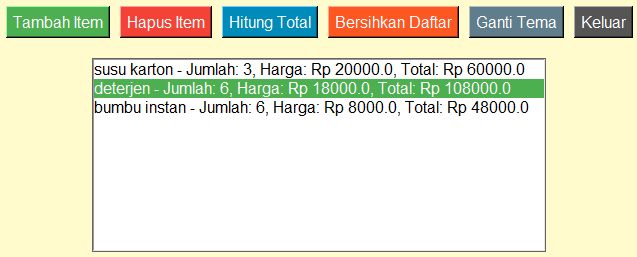 Tambah Item Hapus Item Hitung Total Bersihkan Daftar Ganti Tema Keluar
susu karton - Jumlah: 3, Harga: Rp 20000.0, Total: Rp 60000.0
deterjen - Jumlah: 6, Harga: Rp 18000.0, Total: Rp 108000.0
bumbu instan - Jumlah: 6, Harga: Rp 8000.0, Total: Rp 48000.0